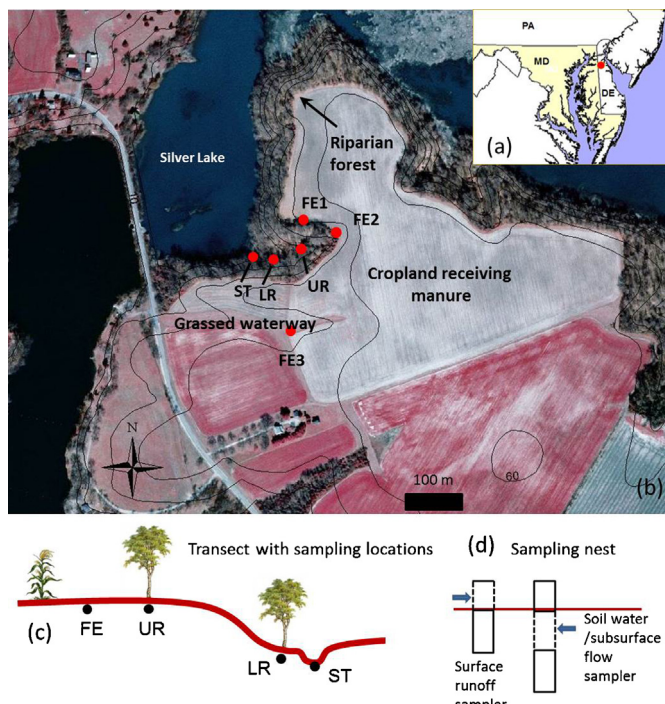 PA
MD
DE
(a)
Silver Lake
Riparian
forest
FE1
FE2
ST
LR
UR
Cropland receiving
manure
Grassed waterway
FE3
N
100 m
60
(b)
Transect with sampling locations
(d)
Sampling nest
(c)
FE
UR
LR
ST
Surface
runoff
sampler
Soil water
/subsurface
flow
sampler